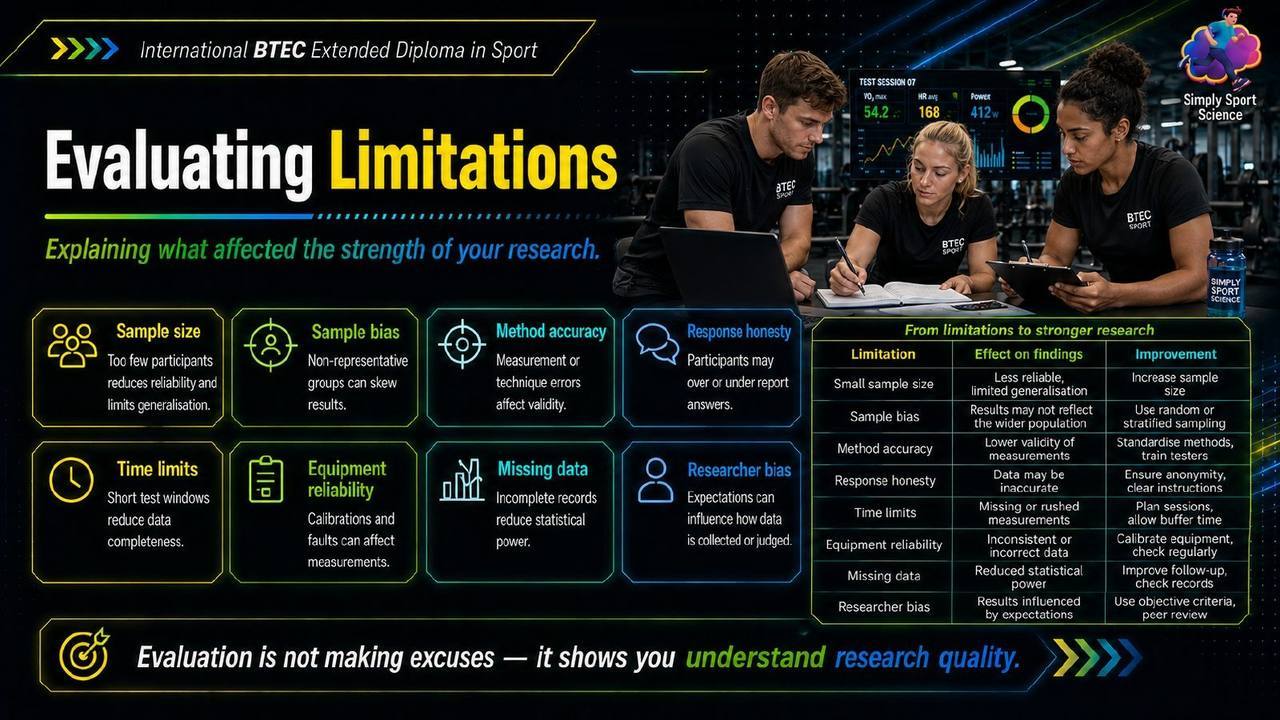 International BTEC Extended Diploma in Sport
Simply Sport
Science
TEST SESSION 07
VO₂ max
HR avg
Power
54.2
168
412 w
BTEC
SPORT
BTEC
SPORT
BTEC
SPORT
SIMPLY
SPORT
SCIENCE
Evaluating Limitations
Explaining what affected the strength of your research.
Sample size
Too few participants
reduces reliability and
limits generalisation.
Sample bias
Non-representative
groups can skew
results.
Method accuracy
Measurement or
technique errors
affect validity.
Response honesty
Participants may
over or under report
answers.
Time limits
Short test windows
reduce data
completeness.
Equipment
reliability
Calibrations and
faults can affect
measurements.
Missing data
Incomplete records
reduce statistical
power.
Researcher bias
Expectations can
influence how data
is collected or judged.
From limitations to stronger research
Limitation Effect on findings Improvement
Small sample size
Less reliable,
limited generalisation
Increase sample
size
Sample bias
Results may not reflect
the wider population
Use random or
stratified sampling
Method accuracy
Lower validity of
measurements
Standardise methods,
train testers
Response honesty
Data may be
inaccurate
Ensure anonymity,
clear instructions
Time limits
Missing or rushed
measurements
Plan sessions,
allow buffer time
Equipment reliability
Inconsistent or
incorrect data
Calibrate equipment,
check regularly
Missing data
Reduced statistical
power
Improve follow-up,
check records
Researcher bias
Results influenced
by expectations
Use objective criteria,
peer review
Evaluation is not making excuses — it shows you understand research quality.